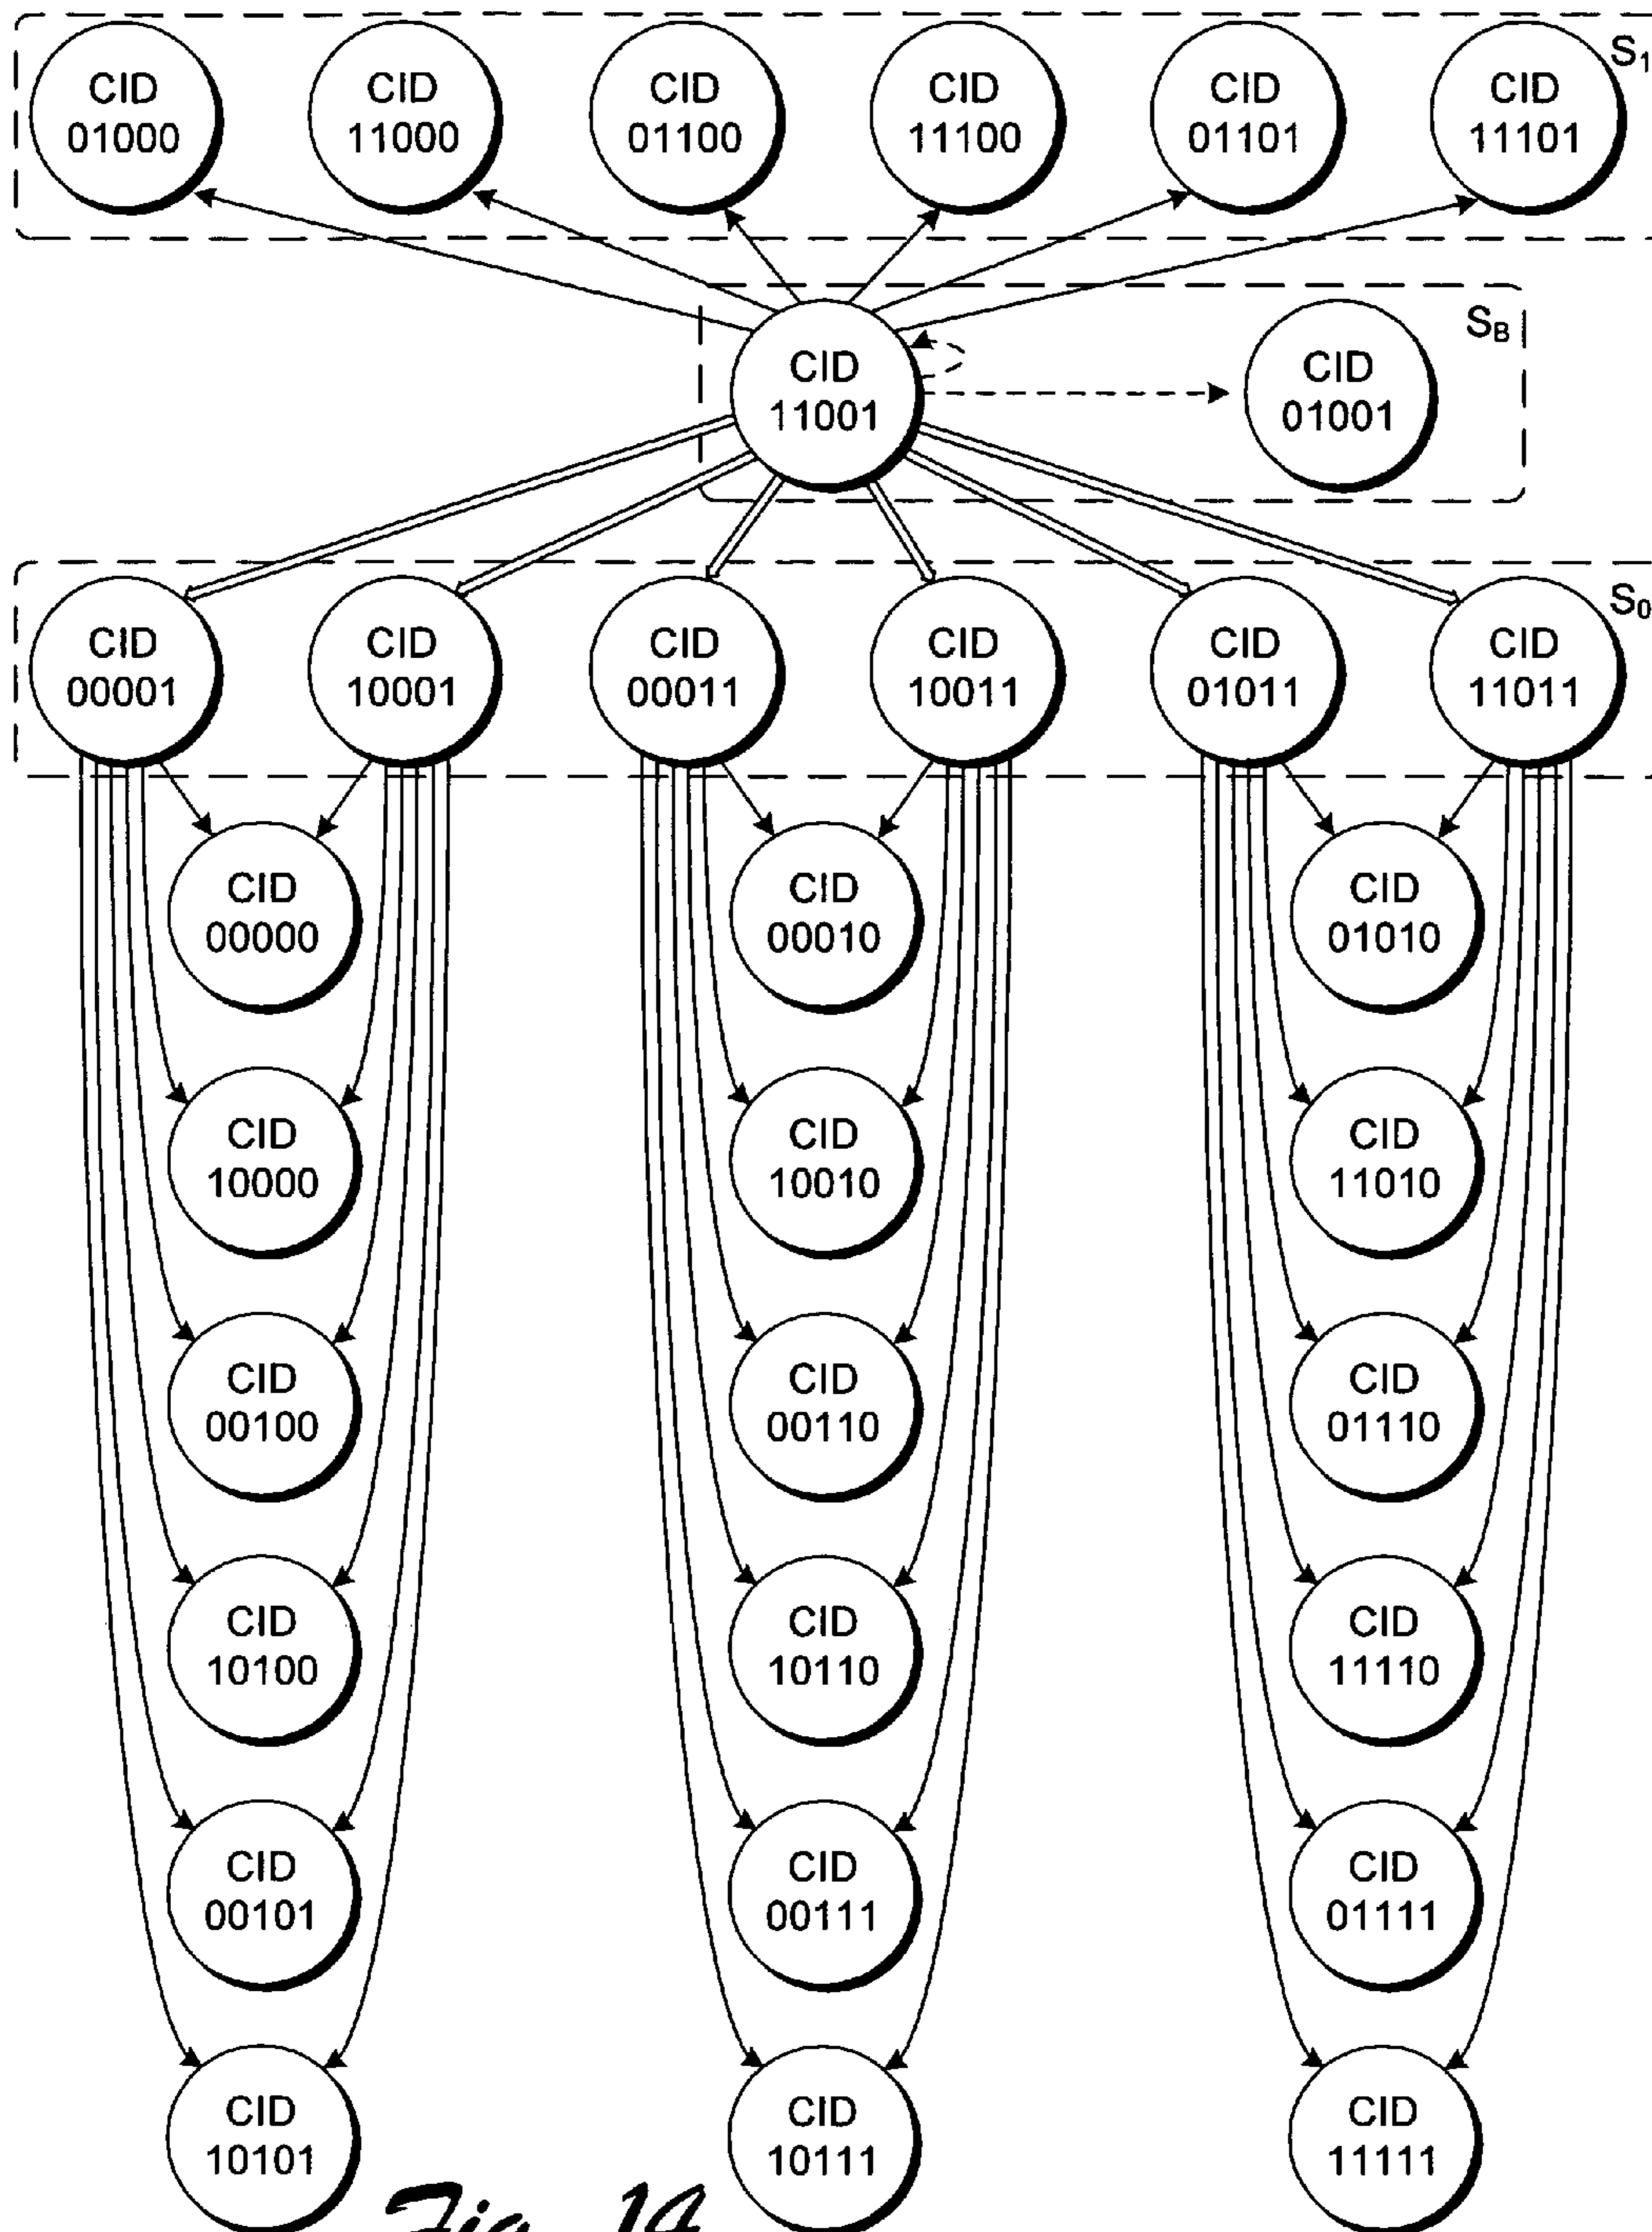 CID
01000
CID
11000
CID
01100
CID
11100
CID
01101
CID
11101
S1
CID
11001
CID
01001
SB
CID
00001
CID
10001
CID
00011
CID
10011
CID
01011
CID
11011
S0
CID
00000
CID
00010
CID
01010
CID
10000
CID
10010
CID
11010
CID
00100
CID
00110
CID
01110
CID
10100
CID
10110
CID
11110
CID
00101
CID
00111
CID
01111
CID
10101
CID
10111
CID
11111
Fig. 14